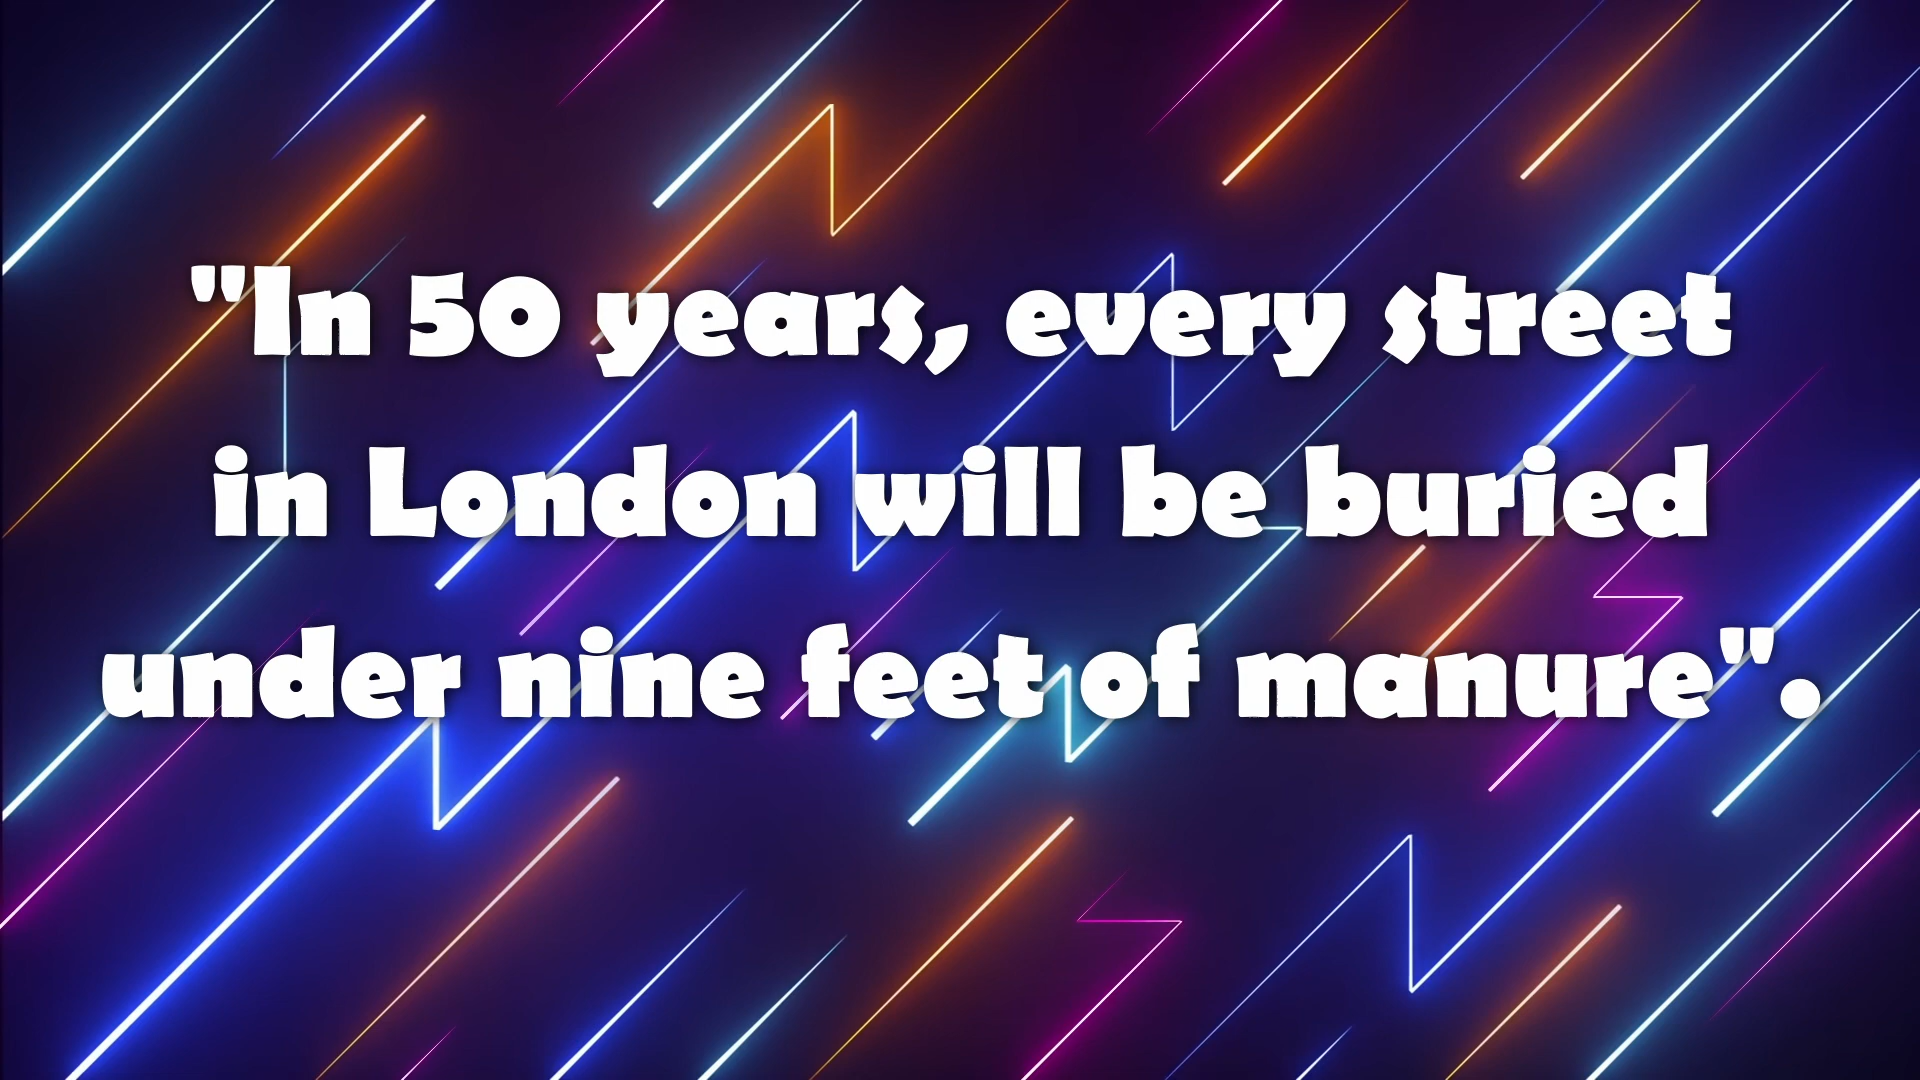 "In 50 years, every street
in London will be buried
under nine feet of manure".